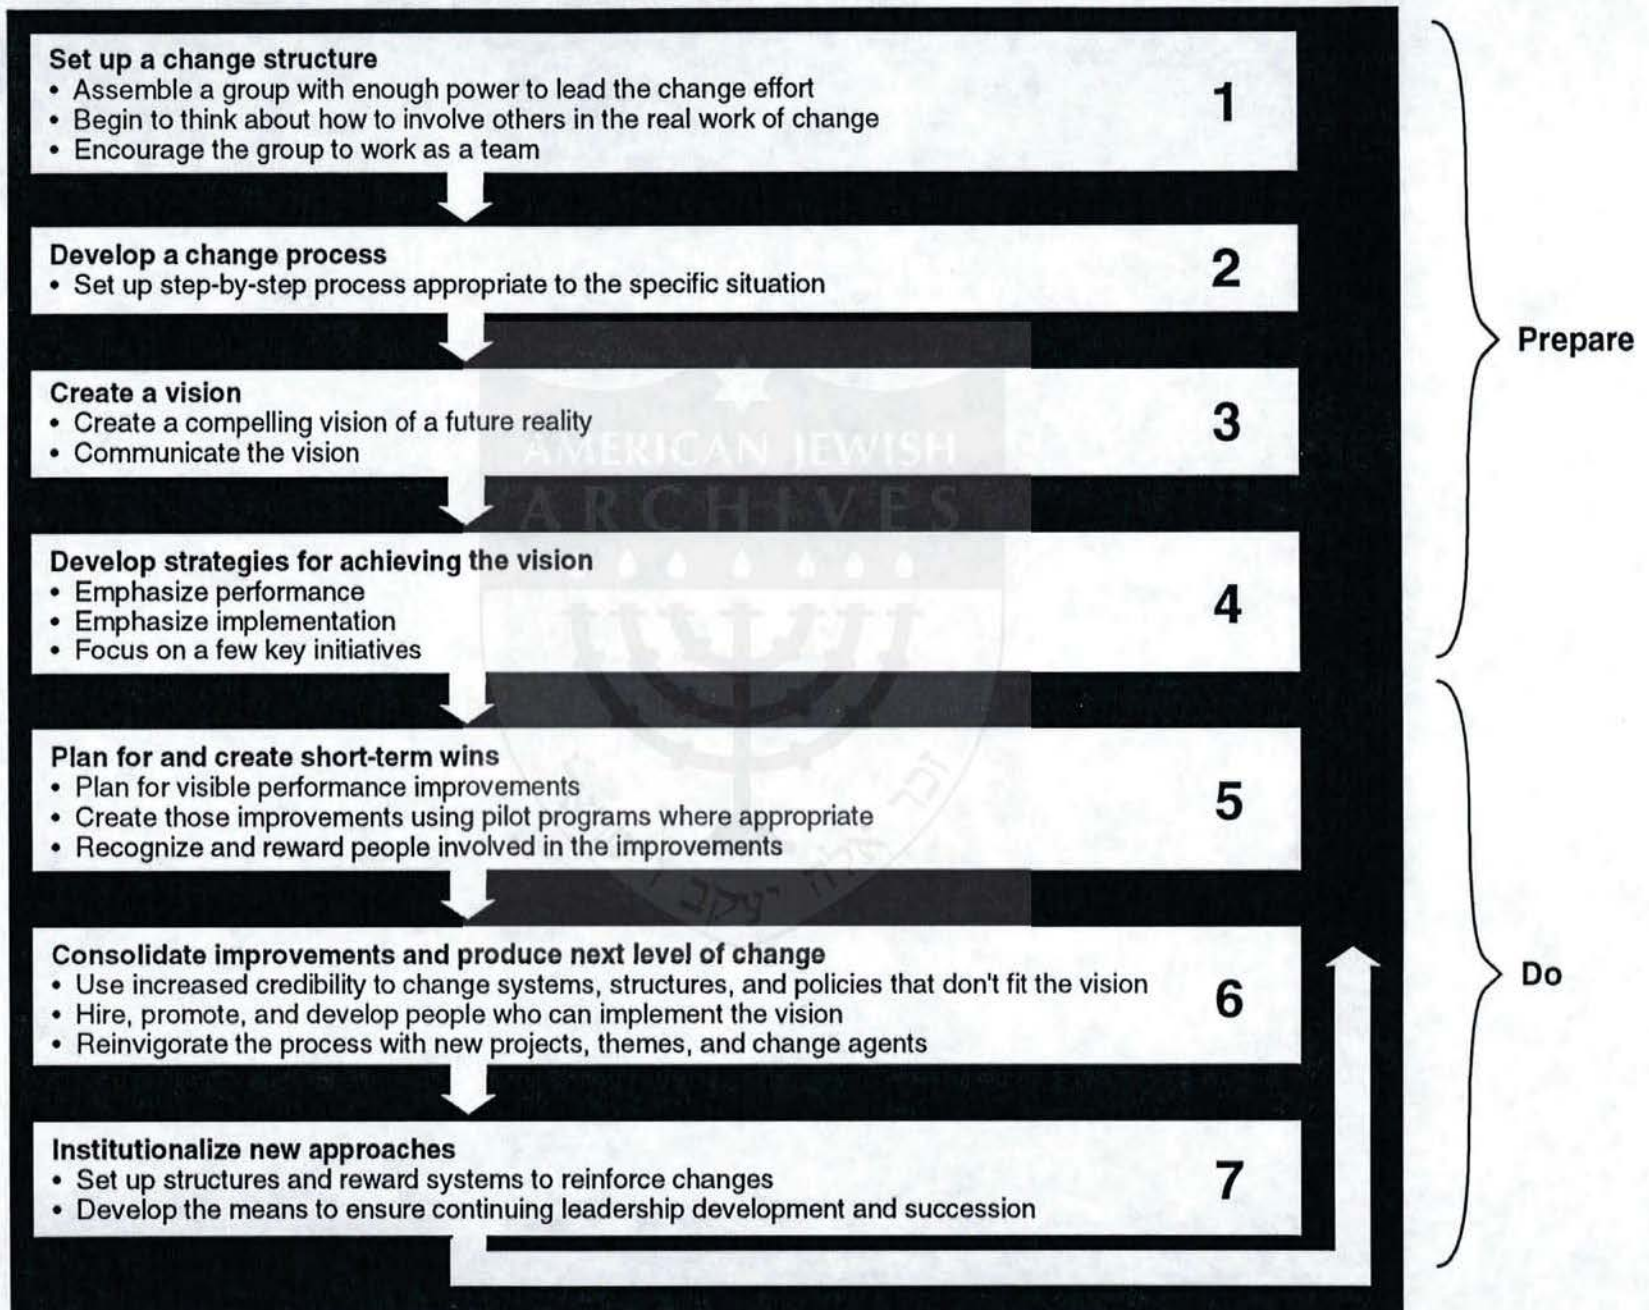 Set up a change structure
• Assemble a group with enough power to lead the change effort
• Begin to think about how to involve others in the real work of change
• Encourage the group to work as a team
1
Develop a change process
• Set up step-by-step process appropriate to the specific situation
2
Create a vision
• Create a compelling vision of a future reality
• Communicate the vision
3
Develop strategies for achieving the vision
• Emphasize performance
• Emphasize implementation
• Focus on a few key initiatives
4
Prepare
Plan for and create short-term wins
• Plan for visible performance improvements
• Create those improvements using pilot programs where appropriate
• Recognize and reward people involved in the improvements
5
Consolidate improvements and produce next level of change
• Use increased credibility to change systems, structures, and policies that don't fit the vision
• Hire, promote, and develop people who can implement the vision
• Reinvigorate the process with new projects, themes, and change agents
6
Institutionalize new approaches
• Set up structures and reward systems to reinforce changes
• Develop the means to ensure continuing leadership development and succession
7
Do
AMERICAN JEWISH
ARCHIVES
זכר
יעקב